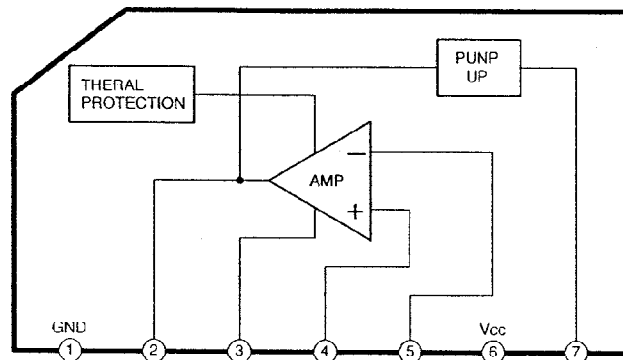 PUNP
UP
THERAL
PROTECTION
AMP
−
+
GND
Vcc
1 2 3 4 5 6 7